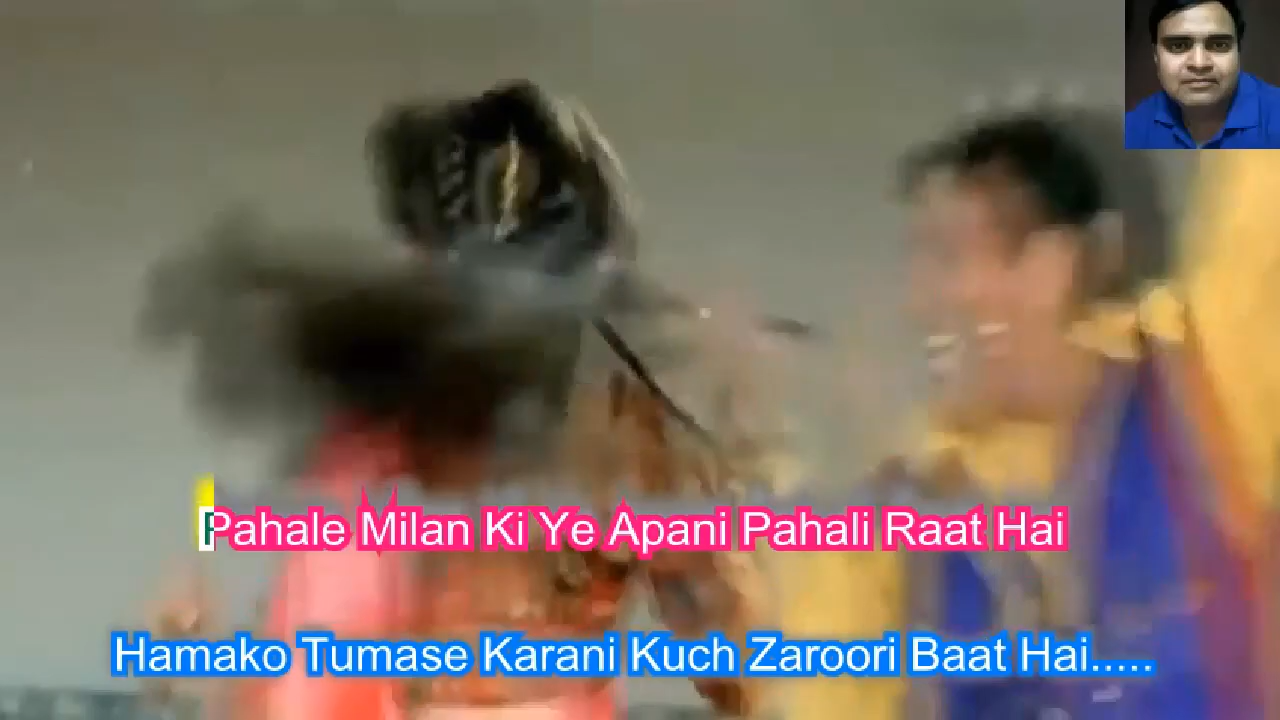 Pahale Milan Ki Ye Apani Pahali Raat Hai
Hamako Tumase Karani Kuch Zaroori Baat Hai.....